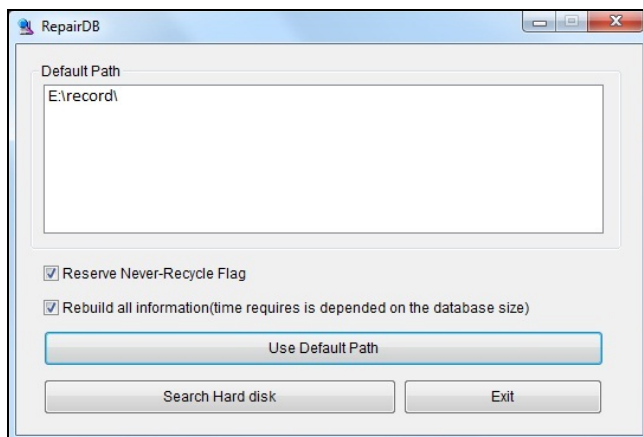 RepairDB
Default Path
E:\record\
Reserve Never-Recycle Flag
Rebuild all information(time requires is depended on the database size)
Use Default Path
Search Hard disk
Exit